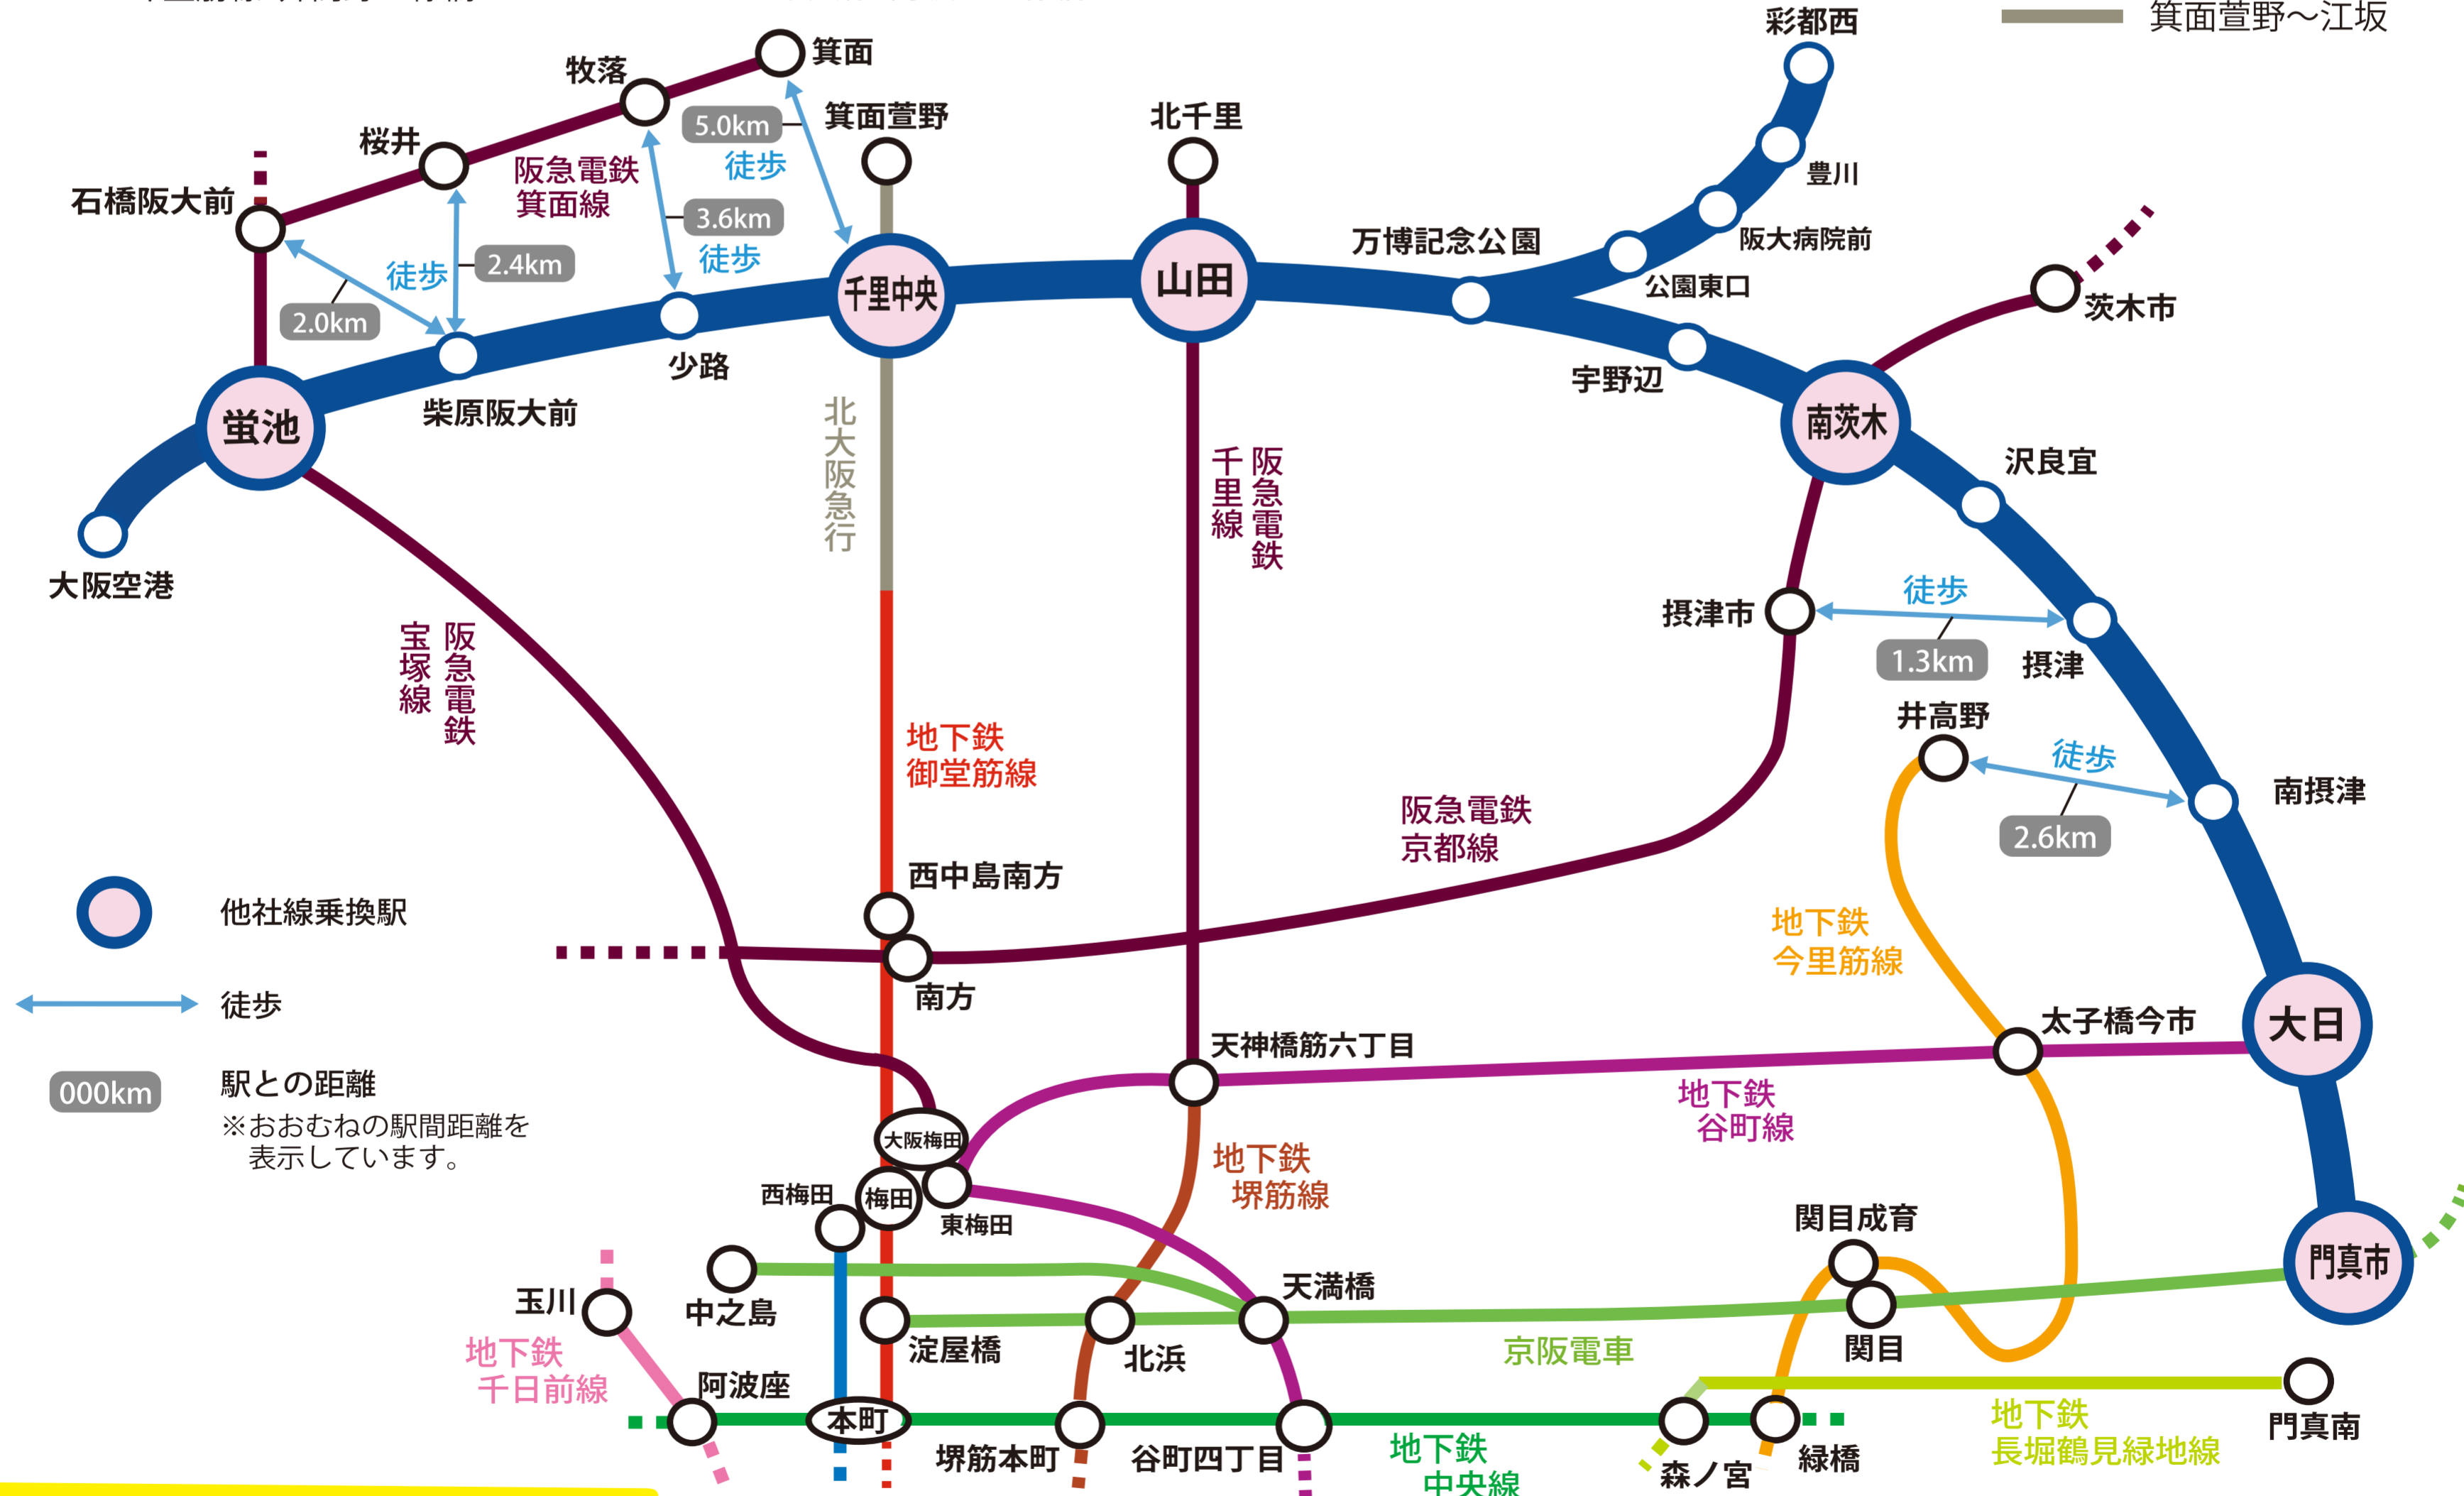 箕面萱野～江坂
彩都西
箕面
牧落
5.0km
徒歩
箕面萱野
北千里
桜井
阪急電鉄
箕面線
豊川
石橋阪大前
3.6km
徒歩
阪大病院前
万博記念公園
徒歩
2.4km
公園東口
2.0km
千里中央
山田
茨木市
少路
宇野辺
柴原阪大前
蛍池
南茨木
北大阪急行
阪急電鉄
千里線
沢良宜
大阪空港
阪急電鉄
宝塚線
摂津市
徒歩
1.3km
摂津
地下鉄
御堂筋線
井高野
徒歩
2.6km
南摂津
阪急電鉄
京都線
西中島南方
南方
地下鉄
今里筋線
他社線乗換駅
徒歩
000km
駅との距離
※おおむねの駅間距離を
表示しています。
天神橋筋六丁目
太子橋今市
大日
地下鉄
谷町線
大阪梅田
地下鉄
堺筋線
西梅田
梅田
東梅田
関目成育
門真市
玉川
中之島
天満橋
淀屋橋
北浜
京阪電車
関目
地下鉄
千日前線
阿波座
本町
堺筋本町
谷町四丁目
地下鉄
中央線
森ノ宮
緑橋
地下鉄
長堀鶴見緑地線
門真南